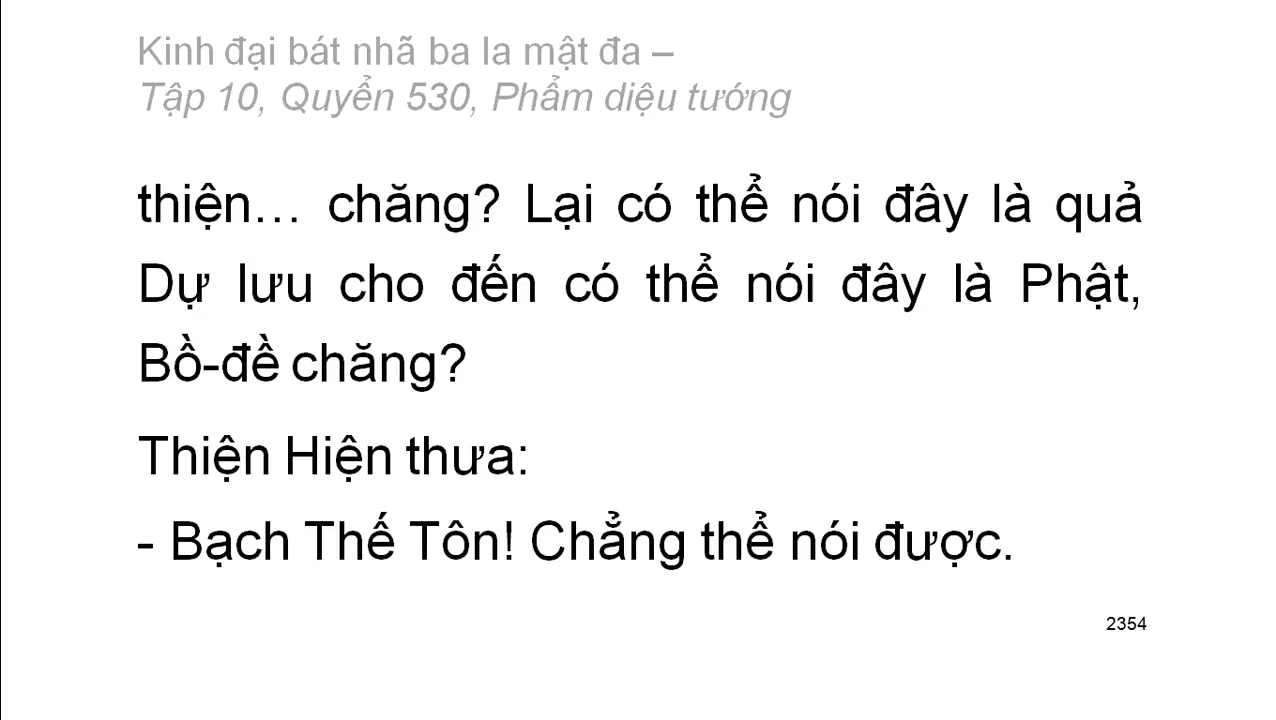 Kinh đại bát nhã ba la mật đa –
Tập 10, Quyển 530, Phẩm diệu tướng
thiện… chăng? Lại có thể nói đây là quả
Dự lưu cho đến có thể nói đây là Phật,
Bồ-đề chăng?
Thiện Hiện thưa:
- Bạch Thế Tôn! Chẳng thể nói được.
2354